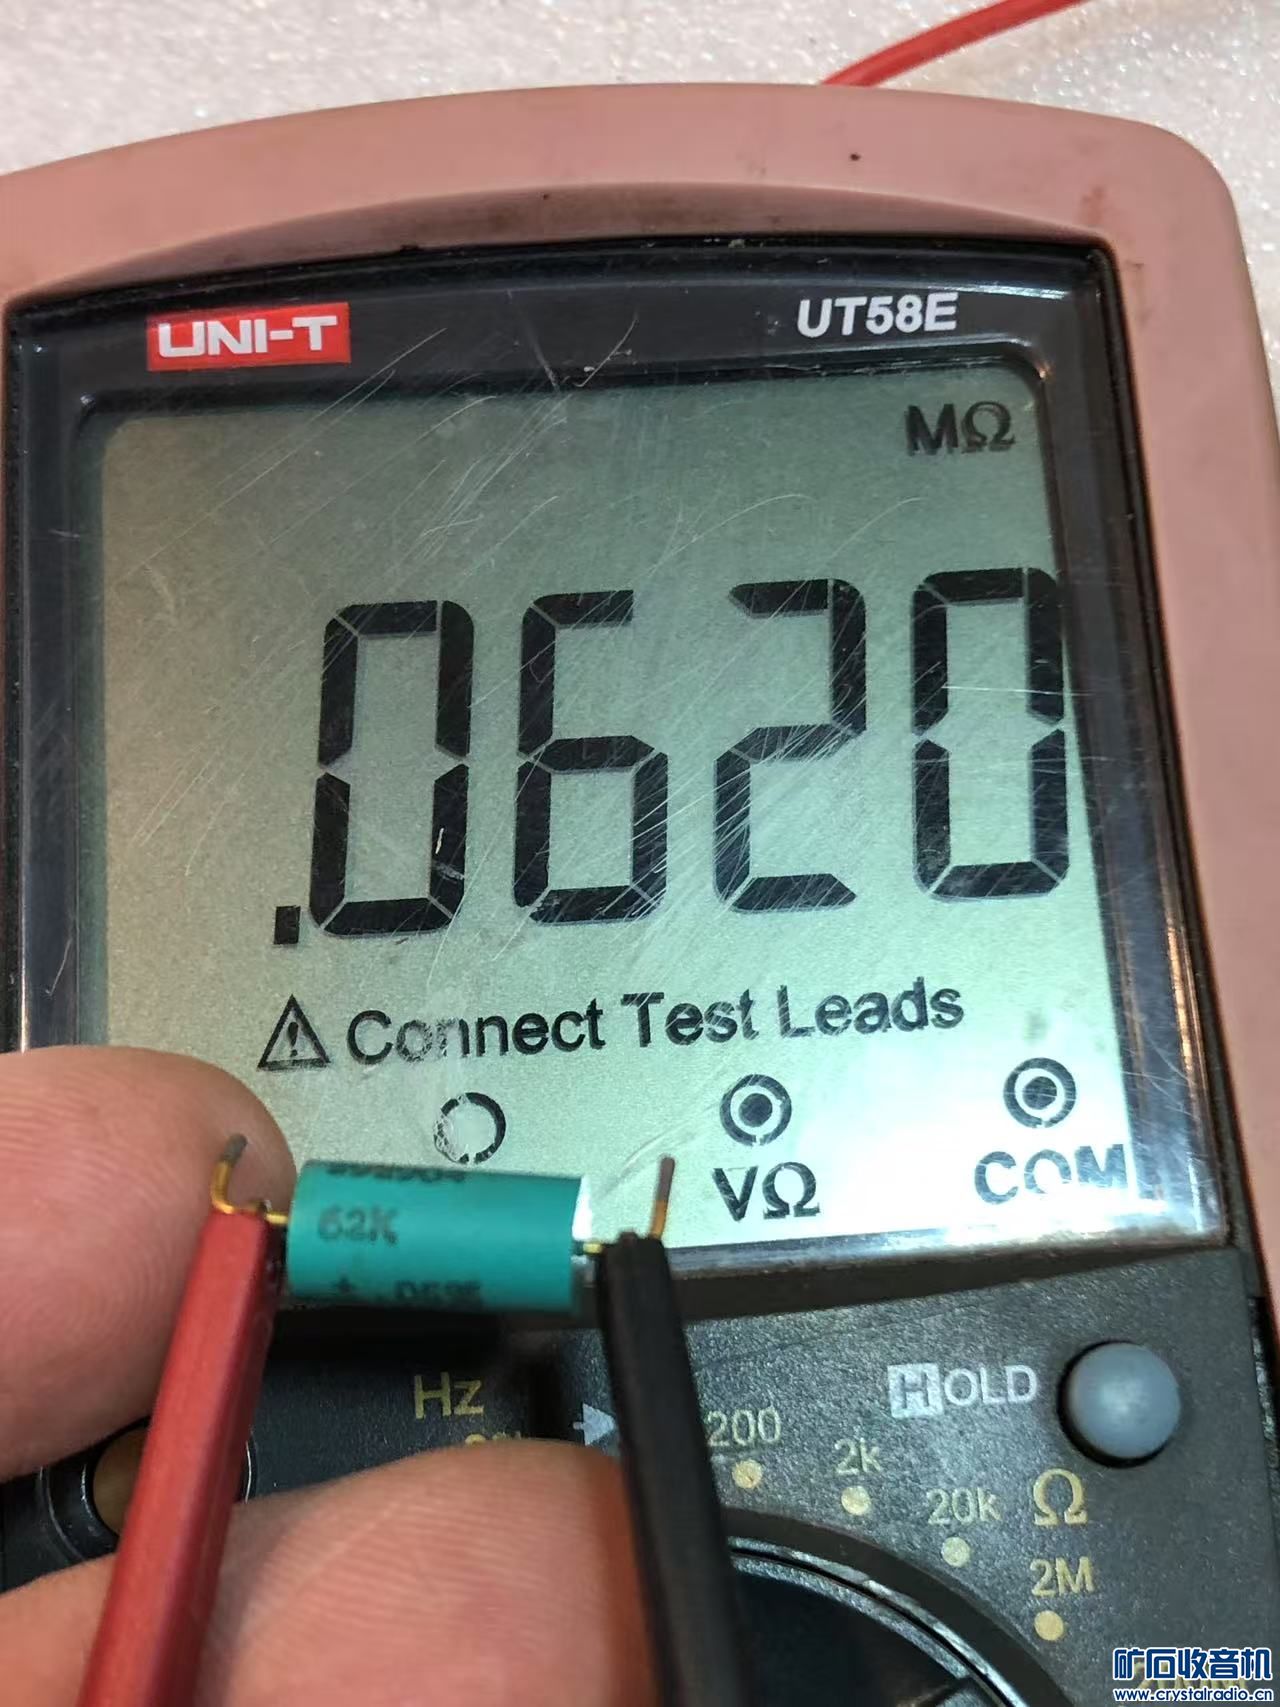 UNI-T
UT58E
MΩ
.0620
Connect Test Leads
VΩ
COM
62K
Hz
HOLD
200
2k
20k
Ω
2M
矿石收音机
www.crystalradio.cn